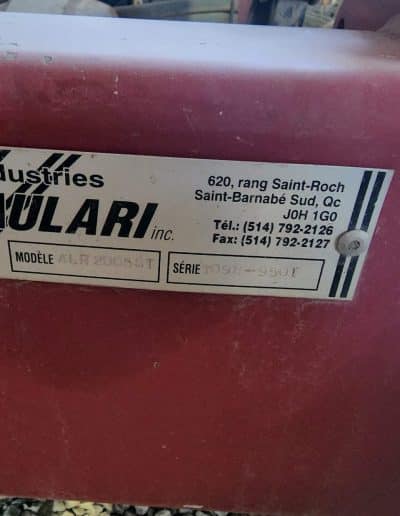 dustries
ULARI inc.
620, rang Saint-Roch
Saint-Barnabé Sud, Qc
J0H 1G0
Tél.: (514) 792-2126
Fax: (514) 792-2127
MODÈLE
SÉRIE